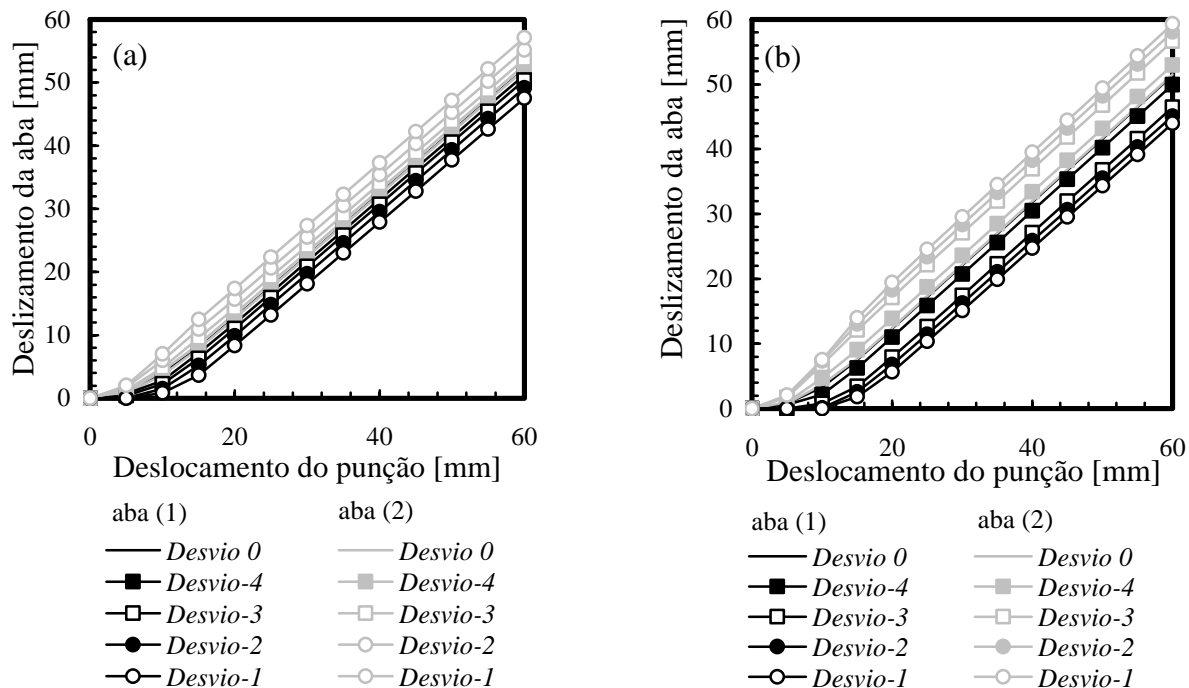 (a)
Deslizamento da aba [mm]
60
50
40
30
20
10
0
0 20 40 60
Deslocamento do punção [mm]
aba (1) aba (2)
Desvio 0 Desvio 0
Desvio-4 Desvio-4
Desvio-3 Desvio-3
Desvio-2 Desvio-2
Desvio-1 Desvio-1
(b)
Deslizamento da aba [mm]
60
50
40
30
20
10
0
0 20 40 60
Deslocamento do punção [mm]
aba (1) aba (2)
Desvio 0 Desvio 0
Desvio-4 Desvio-4
Desvio-3 Desvio-3
Desvio-2 Desvio-2
Desvio-1 Desvio-1